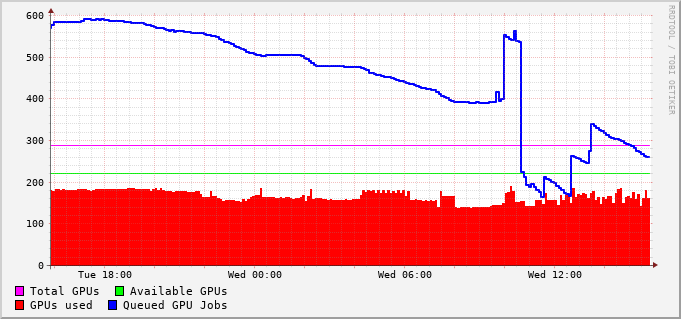 600
500
400
300
200
100
0
Tue 18:00 Wed 00:00 Wed 06:00 Wed 12:00
Total GPUs Available GPUs
GPUs used Queued GPU Jobs
RRDTOOL / TOBI OETIKER